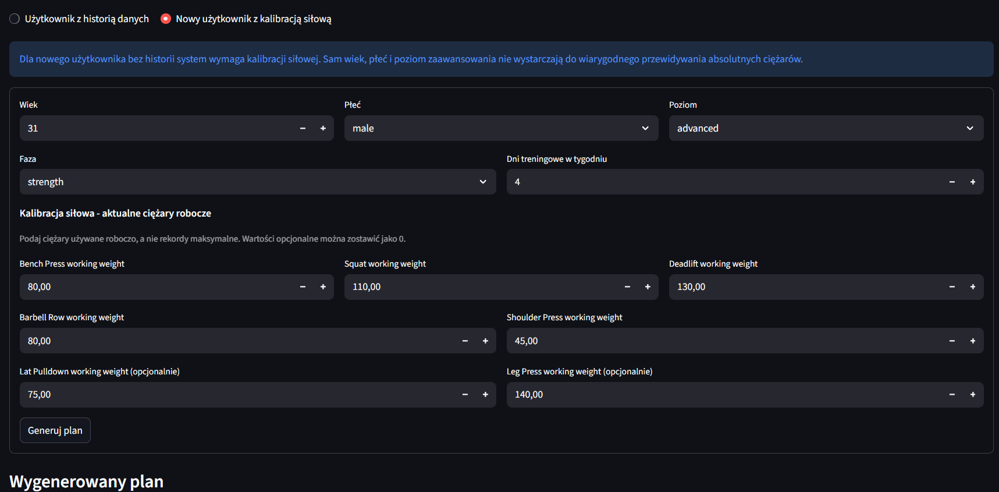 Użytkownik z historią danych Nowy użytkownik z kalibracją siłową
Dla nowego użytkownika bez historii system wymaga kalibracji siłowej. Sam wiek, płeć i poziom zaawansowania nie wystarczają do wiarygodnego przewidywania absolutnych ciężarów.
Wiek Płeć Poziom
31 − + male advanced
Faza Dni treningowe w tygodniu
strength 4 − +
Kalibracja siłowa - aktualne ciężary robocze
Podaj ciężary używane roboczo, a nie rekordy maksymalne. Wartości opcjonalne można zostawić jako 0.
Bench Press working weight Squat working weight Deadlift working weight
80,00 − + 110,00 − + 130,00 − +
Barbell Row working weight Shoulder Press working weight
80,00 − + 45,00 − +
Lat Pulldown working weight (opcjonalnie) Leg Press working weight (opcjonalnie)
75,00 − + 140,00 − +
Generuj plan
Wygenerowany plan